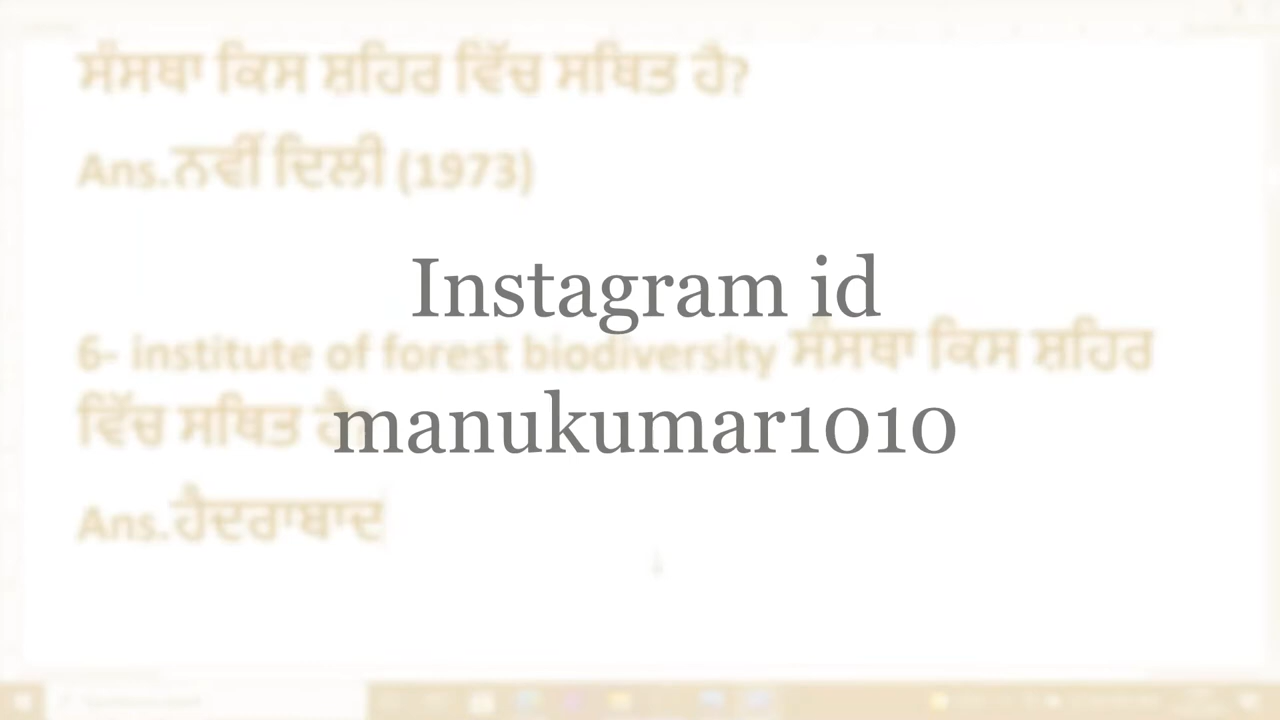 ਸੰਸਥਾ ਕਿਸ ਸ਼ਹਿਰ ਵਿੱਚ ਸਥਿਤ ਹੈ?
Ans.ਨਵੀਂ ਦਿਲੀ (1973)
Instagram id
6- institute of forest biodiversity ਸੰਸਥਾ ਕਿਸ ਸ਼ਹਿਰ
ਵਿੱਚ ਸਥਿਤ ਹੈ
manukumar1010
Ans.ਹੈਦਰਾਬਾਦ